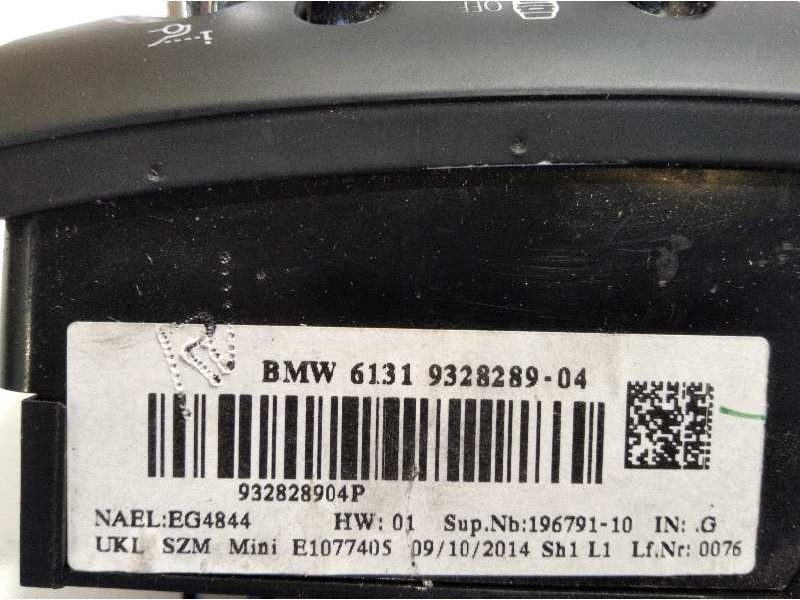 OFF
BMW 6131 9328289-04
932828904P
NAEL:EG4844 HW: 01 Sup.Nb:196791-10 IN: .G
UKL SZM Mini E1077405 09/10/2014 Sh1 L1 Lf.Nr: 0076